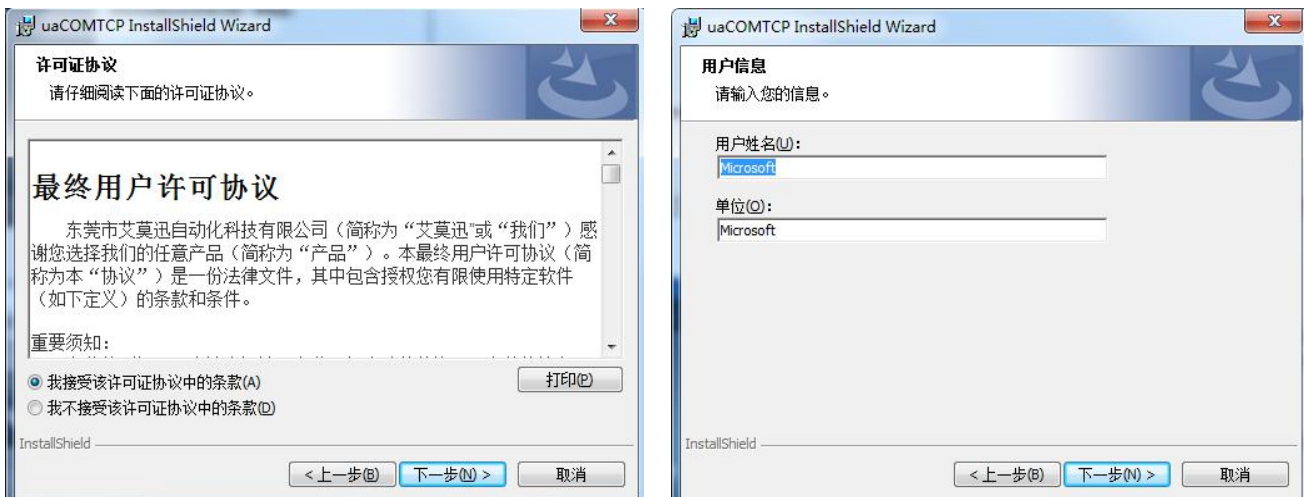 uaCOMTCP InstallShield Wizard
许可证协议
请仔细阅读下面的许可证协议。
最终用户许可协议
东莞市艾莫迅自动化科技有限公司（简称为“艾莫迅"或“我们”）感
谢您选择我们的任意产品（简称为“产品”）。本最终用户许可协议（简
称为本“协议”）是一份法律文件，其中包含授权您有限使用特定软件
（如下定义）的条款和条件。
重要须知：
我接受该许可证协议中的条款(A)
打印(P)
我不接受该许可证协议中的条款(D)
InstallShield
<上一步(B)
下一步(N) >
取消
uaCOMTCP InstallShield Wizard
用户信息
请输入您的信息。
用户姓名(U):
Microsoft
单位(O):
Microsoft
InstallShield
<上一步(B)
下一步(N) >
取消